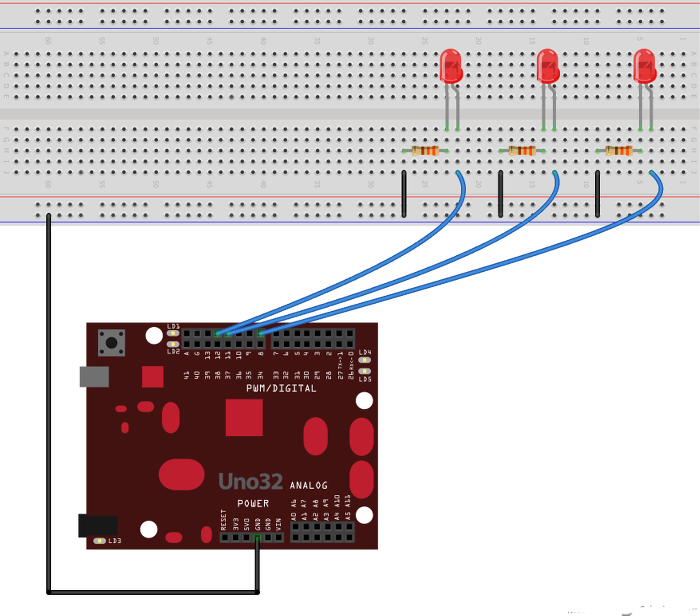 LD1
LD2
A 13 12 11 10 9 8 7 6 5 4 3 2 TX->1 RX<-0
41 40 39 38 37 36 35 34 33 32 31 30 29 28 27 26
LD4
LD5
PWM/DIGITAL
Uno32
ANALOG
POWER
RESET 3V3 5V0 GND GND VIN
A0 A1 A2 A3 A4 A5
A6 A7 A8 A9 A10 A11
LD3